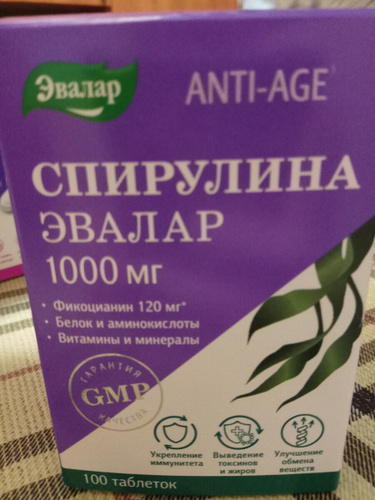 Эвалар
ANTI-AGE
СПИРУЛИНА
ЭВАЛАР
1000 мг
• Фикоцианин 120 мг*
• Белок и аминокислоты
• Витамины и минералы
ГАРАНТИЯ
GMP
КАЧЕСТВА
Укрепление
иммунитета
Выведение
токсинов
и жиров
Улучшение
обмена
веществ
100 таблеток